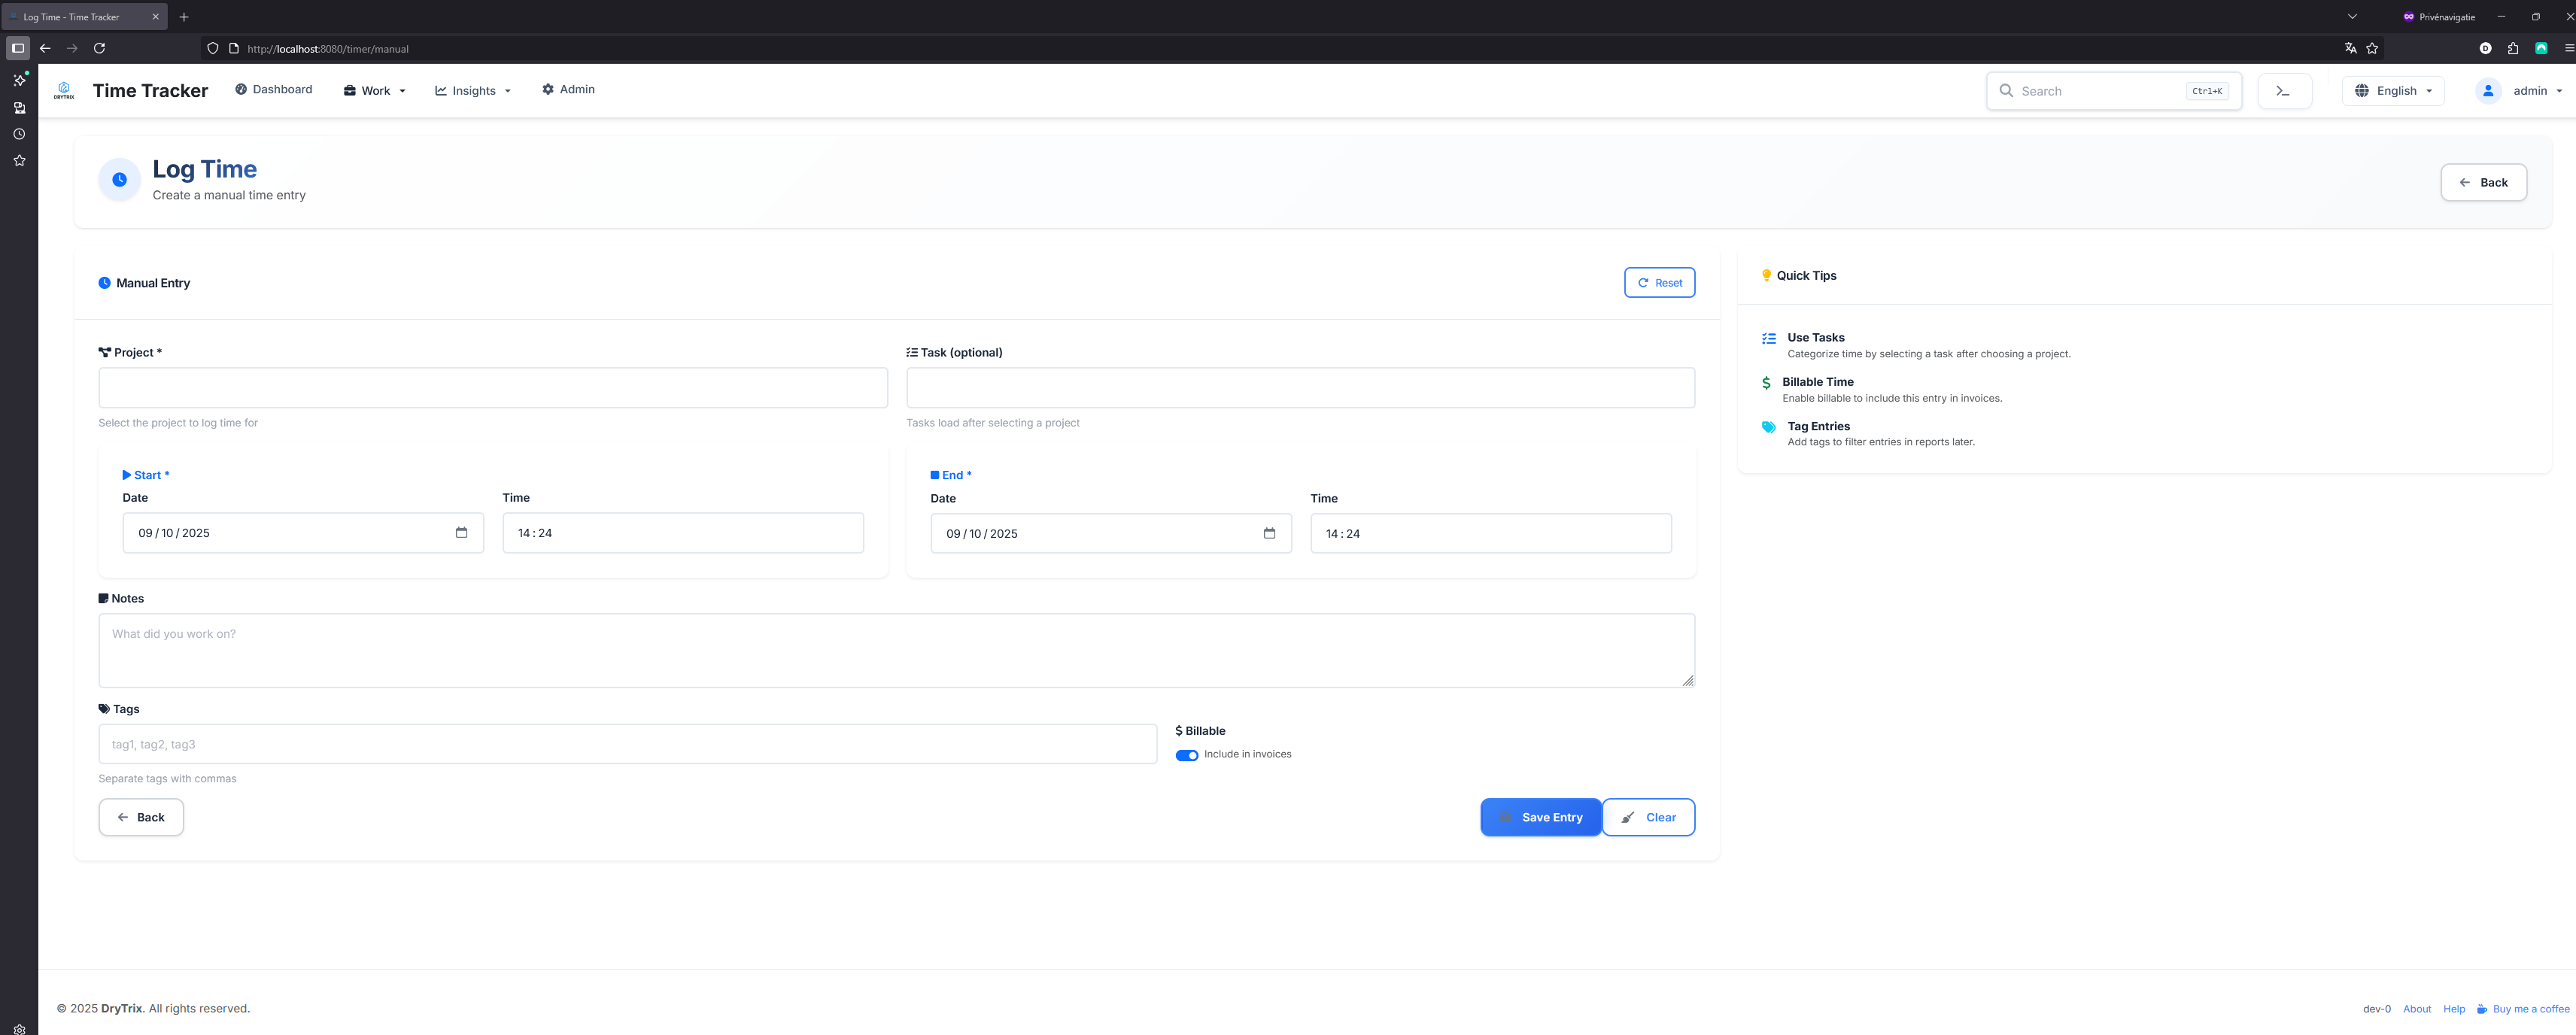 Log Time - Time Tracker
Privénavigatie
http://localhost:8080/timer/manual
DRYTRIX
Time Tracker
Dashboard
Work
Insights
Admin
Search
Ctrl+K
English
admin
Log Time
Create a manual time entry
Back
Manual Entry
Reset
Project *
Task (optional)
Select the project to log time for
Tasks load after selecting a project
Start *
Date
Time
09/10/2025
14:24
End *
Date
Time
09/10/2025
14:24
Notes
What did you work on?
Tags
tag1, tag2, tag3
Separate tags with commas
$ Billable
Include in invoices
Back
Save Entry
Clear
Quick Tips
Use Tasks
Categorize time by selecting a task after choosing a project.
$ Billable Time
Enable billable to include this entry in invoices.
Tag Entries
Add tags to filter entries in reports later.
© 2025 DryTrix. All rights reserved.
dev-0
About
Help
Buy me a coffee